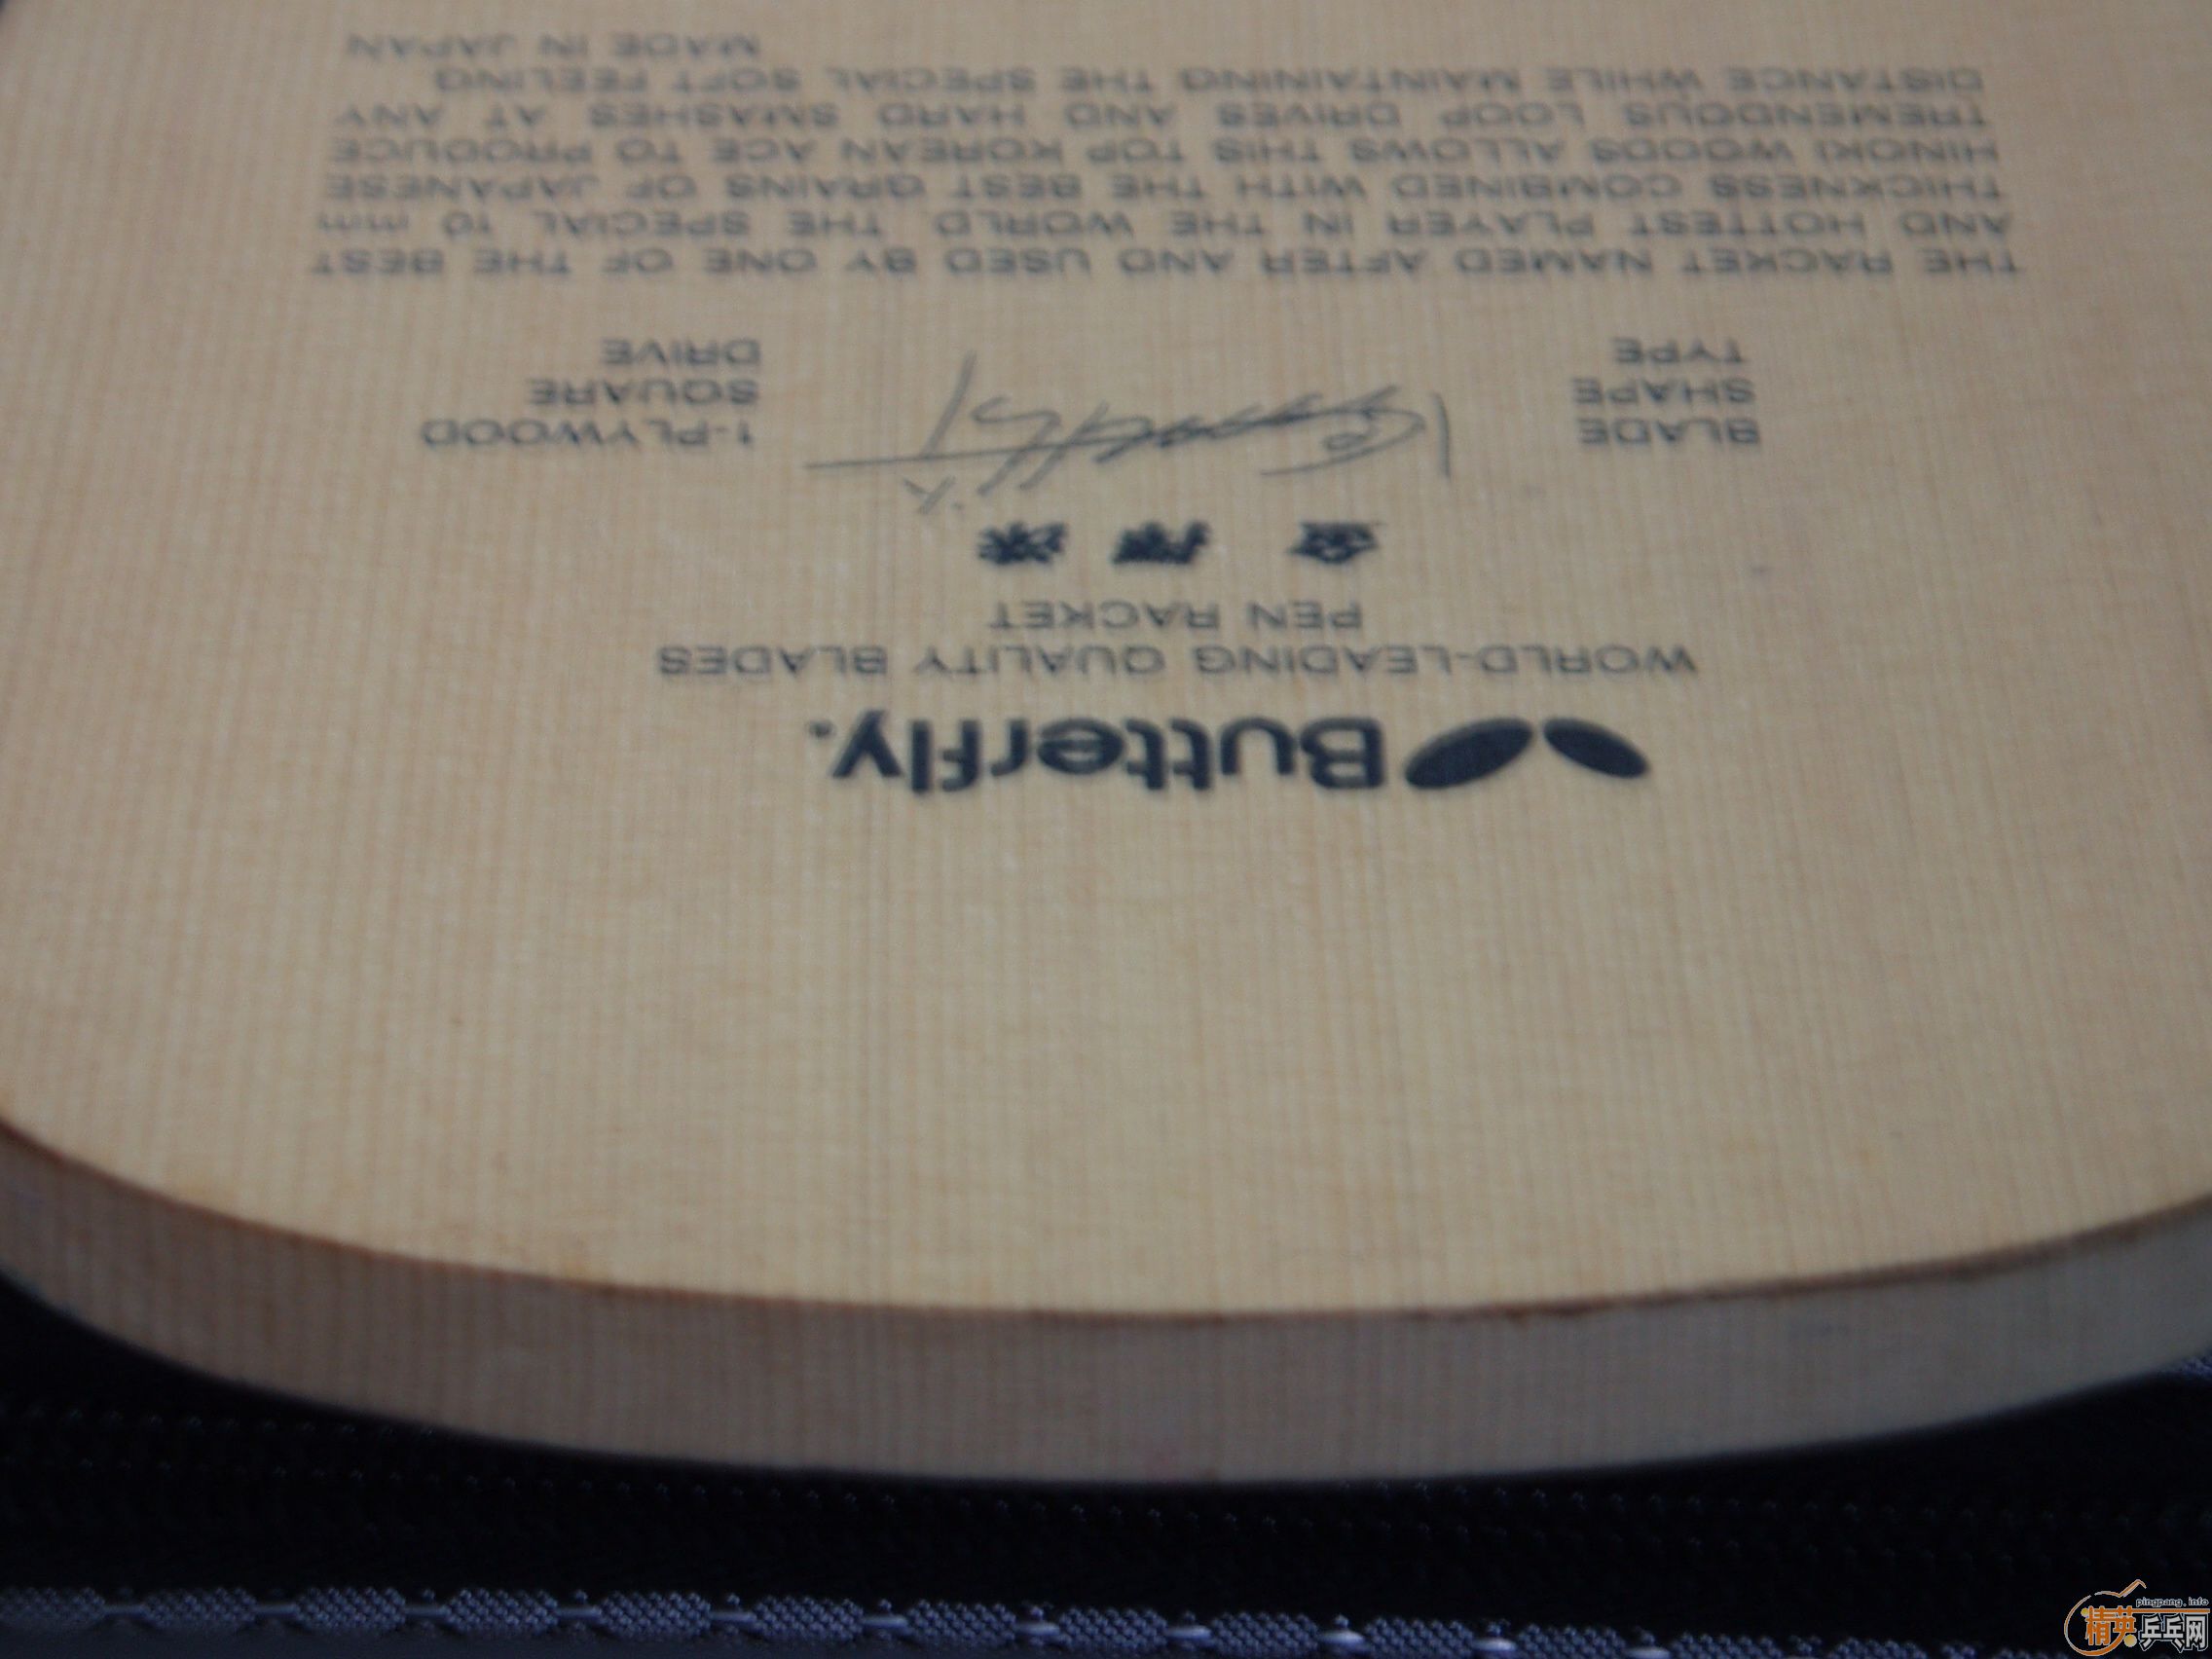 Butterfly.
WORLD-LEADING QUALITY BLADES
PEN RACKET
金擇洙
BLADE 1-PLYWOOD
SHAPE SQUARE
TYPE DRIVE
THE RACKET NAMED AFTER AND USED BY ONE OF THE BEST
AND HOTTEST PLAYER IN THE WORLD. THE SPECIAL 10 mm
THICKNESS COMBINED WITH THE BEST GRAINS OF JAPANESE
HINOKI WOODS ALLOWS THIS TOP KOREAN ACE TO PRODUCE
TREMENDOUS LOOP DRIVES AND HARD SMASHES AT ANY
DISTANCE WHILE MAINTAINING THE SPECIAL SOFT FEELING
MADE IN JAPAN
pingpang.info
精英乒乓网